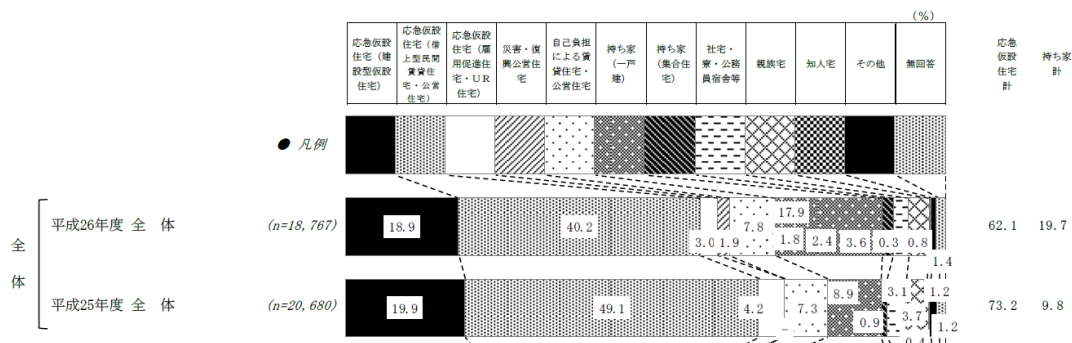 (%)
応急仮設
住宅(建
設型仮設
住宅)
応急仮設
住宅(借
上型民間
賃貸住
宅・公営
住宅)
応急仮設
住宅(雇
用促進住
宅・UR
住宅)
災害・復
興公営住
宅
自己負担
による賃
貸住宅・
公営住宅
持ち家
(一戸
建)
持ち家
(集合住
宅)
社宅・
寮・公務
員宿舎等
親族宅
知人宅
その他
無回答
応急
仮設
住宅
計
持ち家
計
● 凡例
全
体
平成26年度 全 体
(n=18,767)
18.9
40.2
3.0
1.9
7.8
17.9
1.8
2.4
3.6
0.3
0.8
1.4
62.1
19.7
平成25年度 全 体
(n=20,680)
19.9
49.1
4.2
7.3
8.9
0.9
3.1
3.7
0.4
1.2
1.2
73.2
9.8